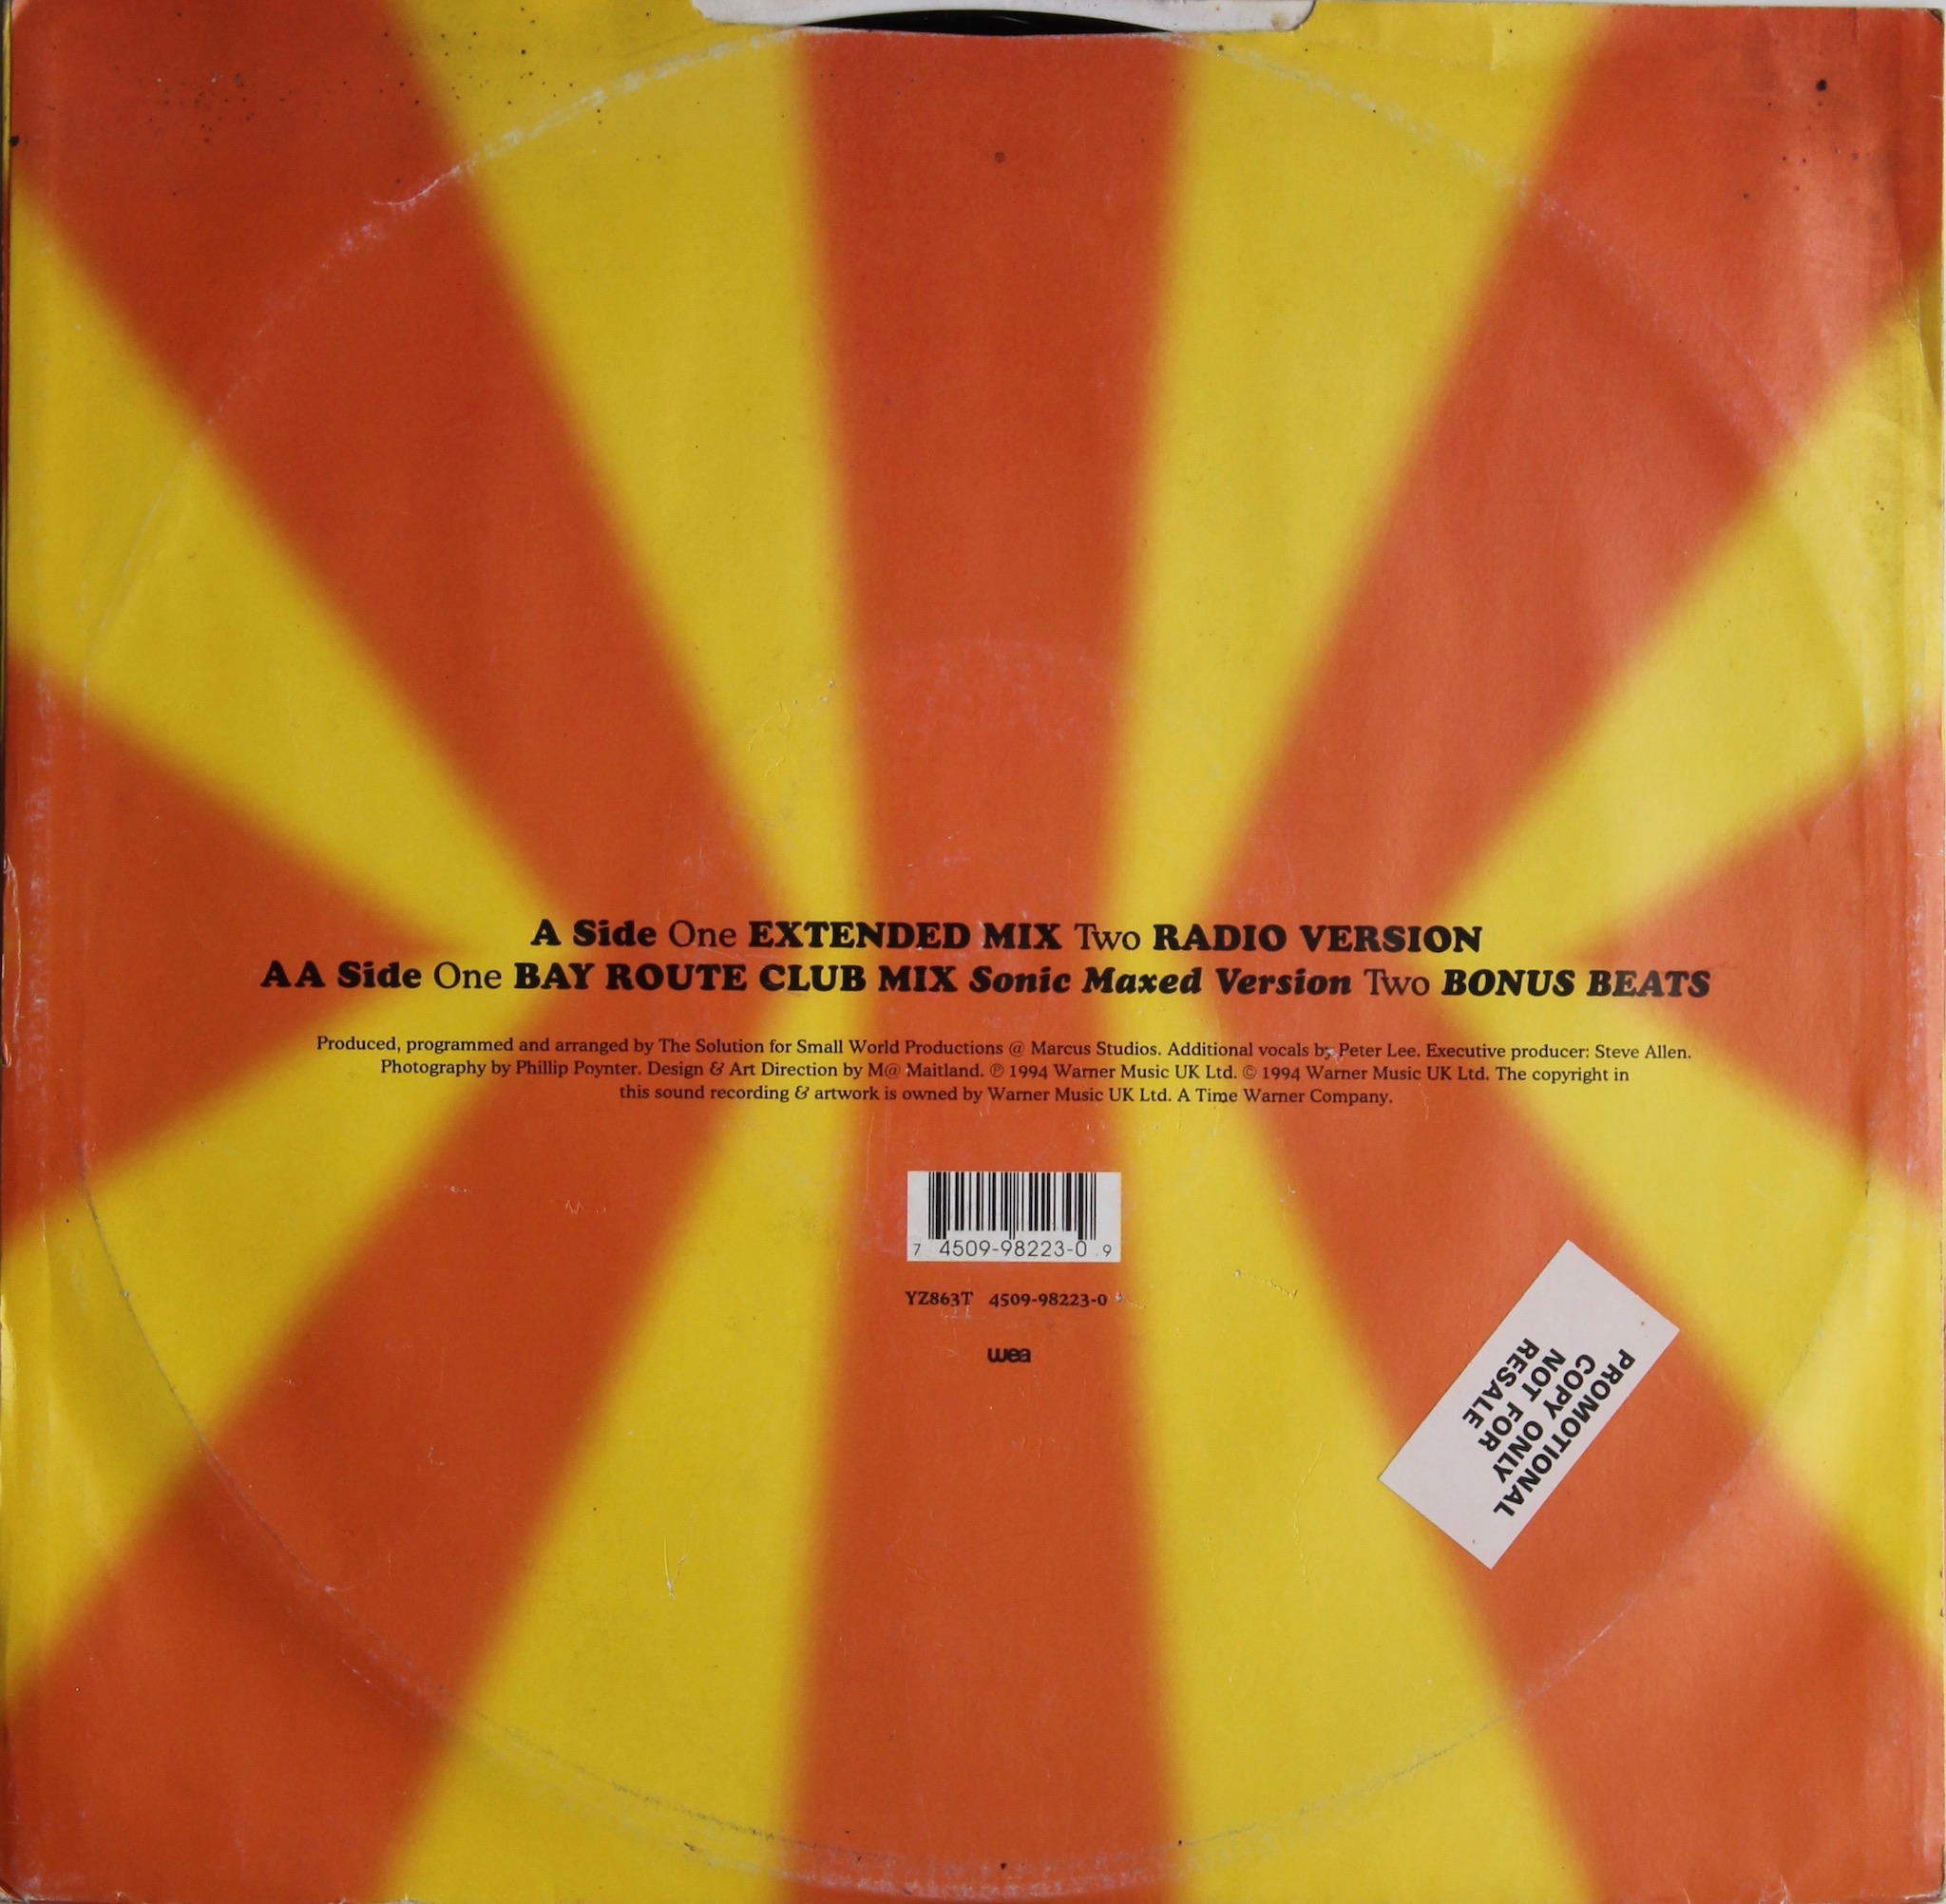 A Side One EXTENDED MIX Two RADIO VERSION
AA Side One BAY ROUTE CLUB MIX Sonic Maxed Version Two BONUS BEATS
Produced, programmed and arranged by The Solution for Small World Productions @ Marcus Studios. Additional vocals by Peter Lee. Executive producer: Steve Allen.
Photography by Phillip Poynter. Design & Art Direction by M@ Maitland. ℗ 1994 Warner Music UK Ltd. © 1994 Warner Music UK Ltd. The copyright in
this sound recording & artwork is owned by Warner Music UK Ltd. A Time Warner Company.
7 4509-98223-0 9
YZ863T 4509-98223-0
wea
PROMOTIONAL
COPY ONLY
NOT FOR
RESALE